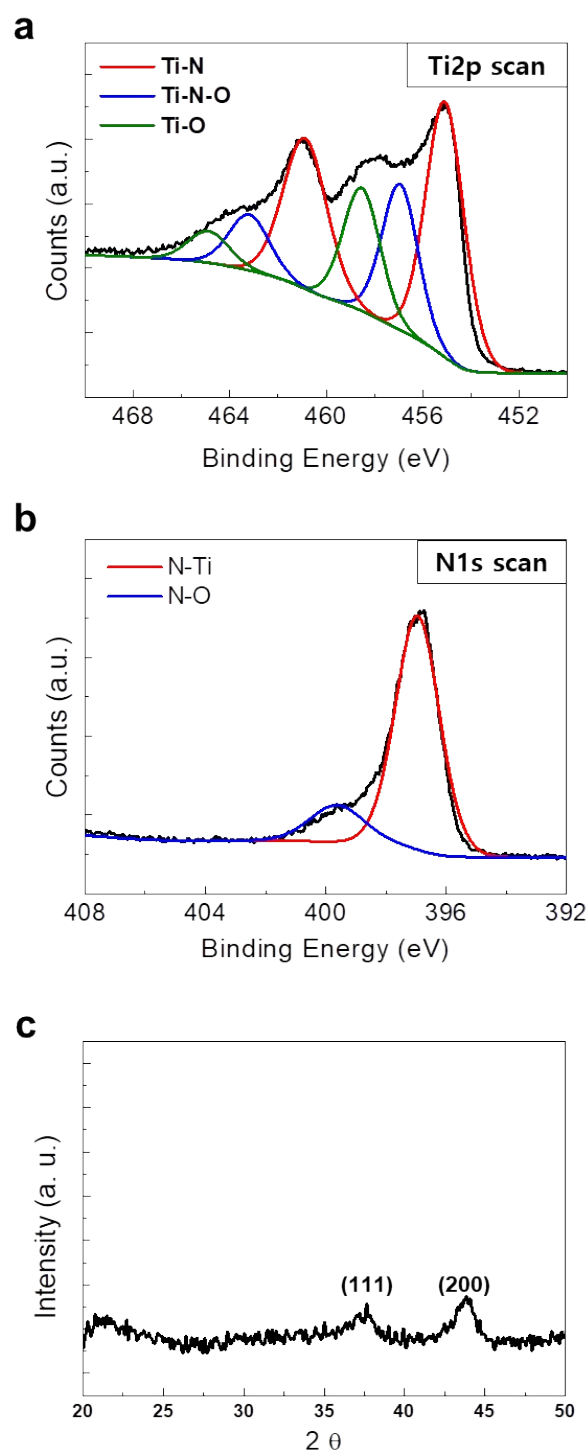 a
Ti-N
Ti-N-O
Ti-O
Ti2p scan
Counts (a.u.)
468 464 460 456 452
Binding Energy (eV)
b
N-Ti
N-O
N1s scan
Counts (a.u.)
408 404 400 396 392
Binding Energy (eV)
c
(111) (200)
Intensity (a. u.)
20 25 30 35 40 45 50
2 θ